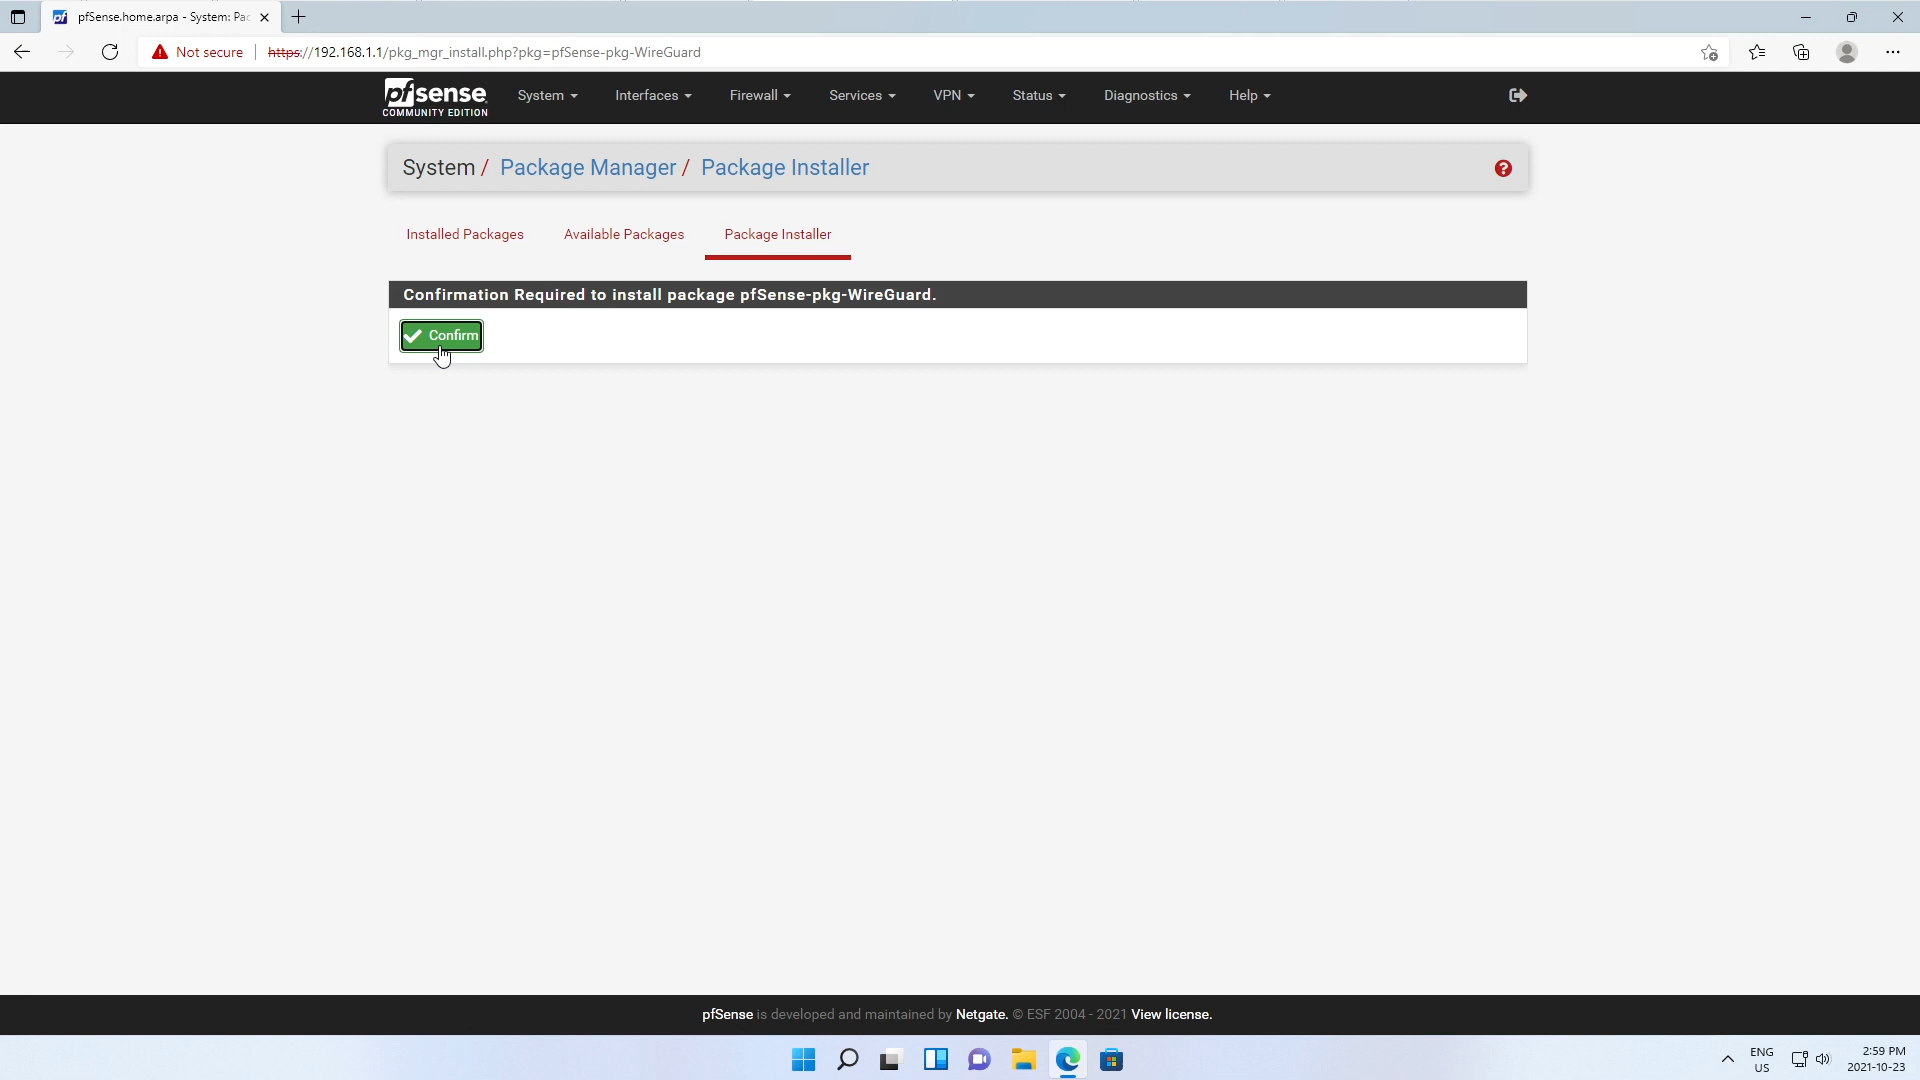 pfSense.home.arpa - System: Pac
Not secure
https://192.168.1.1/pkg_mgr_install.php?pkg=pfSense-pkg-WireGuard
pfsense
COMMUNITY EDITION
System
Interfaces
Firewall
Services
VPN
Status
Diagnostics
Help
System / Package Manager / Package Installer
Installed Packages
Available Packages
Package Installer
Confirmation Required to install package pfSense-pkg-WireGuard.
Confirm
pfSense is developed and maintained by Netgate. © ESF 2004 - 2021 View license.
ENG
US
2:59 PM
2021-10-23